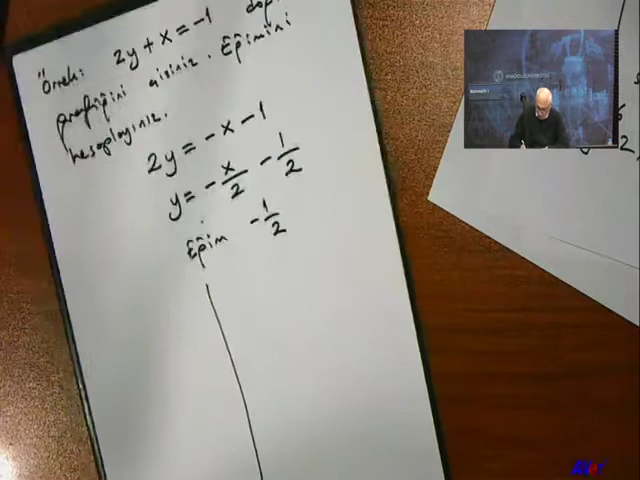 Örnek: 2y + x = -1
grafiğini çiziniz. Eğimini
hesaplayınız.
2y = -x - 1
y = -x/2 - 1/2
Eğim -1/2